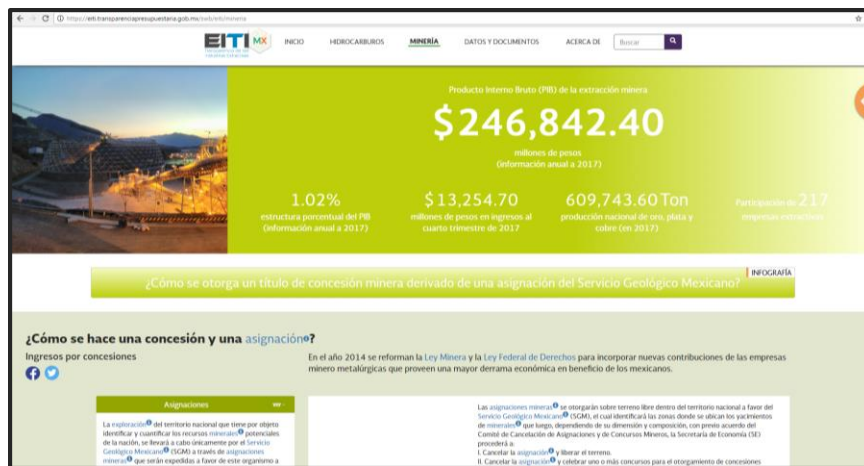 https://eiti.transparenciapresupuestaria.gob.mx/swb/eiti/mineria
EITI MX
INICIO
HIDROCARBUROS
MINERÍA
DATOS Y DOCUMENTOS
ACERCA DE
Buscar
Producto Interno Bruto (PIB) de la extracción minera
$246,842.40
millones de pesos
(información anual a 2017)
1.02%
estructura porcentual del PIB
(información anual a 2017)
$13,254.70
millones de pesos en ingresos al
cuarto trimestre de 2017
609,743.60 Ton
producción nacional de oro, plata y
cobre (en 2017)
Participación de 217
empresas extractivas
INFOGRAFÍA
¿Cómo se otorga un título de concesión minera derivado de una asignación del Servicio Geológico Mexicano?
¿Cómo se hace una concesión y una asignación?
Ingresos por concesiones
En el año 2014 se reforman la Ley Minera y la Ley Federal de Derechos para incorporar nuevas contribuciones de las empresas
minero metalúrgicas que proveen una mayor derrama económica en beneficio de los mexicanos.
Asignaciones
La exploración del territorio nacional que tiene por objeto
identificar y cuantificar los recursos minerales potenciales
de la nación, se llevará a cabo únicamente por el Servicio
Geológico Mexicano (SGM) a través de asignaciones
mineras que serán expedidas a favor de este organismo a
Las asignaciones mineras se otorgarán sobre terreno libre dentro del territorio nacional a favor del
Servicio Geológico Mexicano (SGM), el cual identificará las zonas donde se ubican los yacimientos
de minerales que luego, dependiendo de su dimensión y composición, con previo acuerdo del
Comité de Cancelación de Asignaciones y de Concursos Mineros, la Secretaría de Economía (SE)
procederá a:
I. Cancelar la asignación y liberar el terreno.
II. Cancelar la asignación y celebrar uno o más concursos para el otorgamiento de concesiones